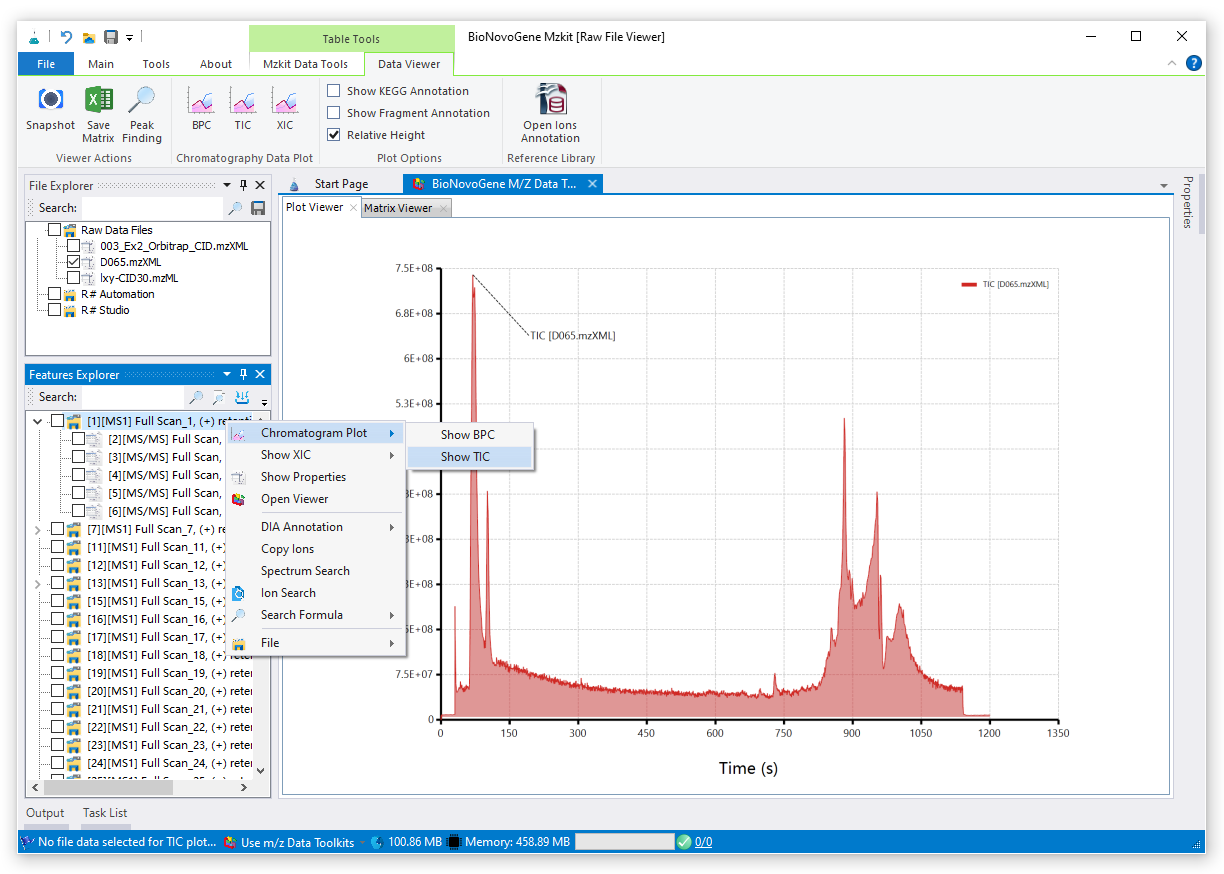 Table Tools
BioNovoGene Mzkit [Raw File Viewer]
File Main Tools About Mzkit Data Tools Data Viewer
?
Snapshot
Save Matrix
Peak Finding
Viewer Actions
BPC TIC XIC
Chromatography Data Plot
Show KEGG Annotation
Show Fragment Annotation
Relative Height
Plot Options
Open Ions Annotation
Reference Library
File Explorer
Search:
Raw Data Files
003_Ex2_Orbitrap_CID.mzXML
D065.mzXML
lxy-CID30.mzML
R# Automation
R# Studio
Features Explorer
Search:
[1][MS1] Full Scan_1, (+) retenti
[2][MS/MS] Full Scan,
[3][MS/MS] Full Scan,
[4][MS/MS] Full Scan,
[5][MS/MS] Full Scan,
[6][MS/MS] Full Scan,
[7][MS1] Full Scan_7, (+) re
[11][MS1] Full Scan_11, (+)
[12][MS1] Full Scan_12, (+)
[13][MS1] Full Scan_13, (+)
[15][MS1] Full Scan_15, (+)
[16][MS1] Full Scan_16, (+)
[17][MS1] Full Scan_17, (+)
[18][MS1] Full Scan_18, (+) reter
[19][MS1] Full Scan_19, (+) reter
[20][MS1] Full Scan_20, (+) reter
[21][MS1] Full Scan_21, (+) reter
[22][MS1] Full Scan_22, (+) reter
[23][MS1] Full Scan_23, (+) reter
[24][MS1] Full Scan_24, (+) reter
Chromatogram Plot
Show XIC
Show Properties
Open Viewer
DIA Annotation
Copy Ions
Spectrum Search
Ion Search
Search Formula
File
Show BPC
Show TIC
Start Page
BioNovoGene M/Z Data T...
Plot Viewer
Matrix Viewer
Properties
7.5E+08
6.8E+08
6E+08
5.3E+08
8E+08
3E+08
5E+08
7.5E+07
0
TIC [D065.mzXML]
TIC [D065.mzXML]
0 150 300 450 600 750 900 1050 1200 1350
Time (s)
Output Task List
No file data selected for TIC plot... Use m/z Data Toolkits 100.86 MB Memory: 458.89 MB 0/0